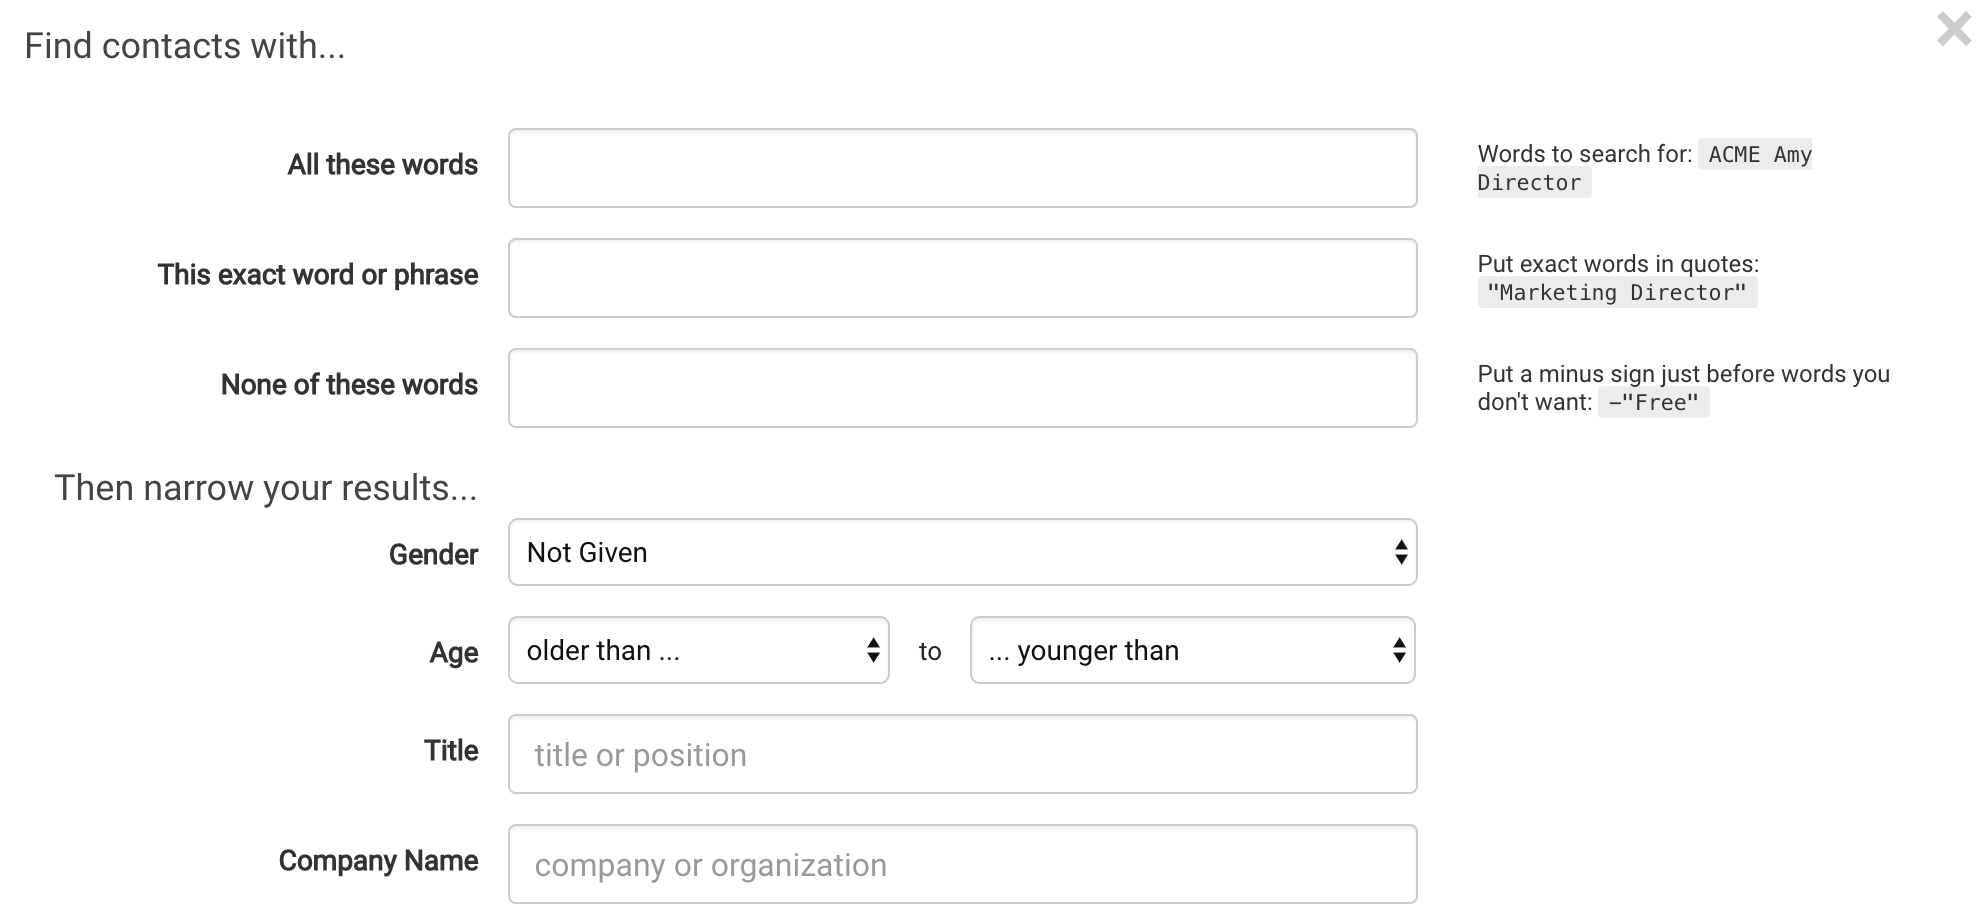 Find contacts with...
All these words
Words to search for: ACME Amy
Director
This exact word or phrase
Put exact words in quotes:
"Marketing Director"
None of these words
Put a minus sign just before words you
don't want: –"Free"
Then narrow your results...
Gender
Not Given
Age
older than ...
to
... younger than
Title
title or position
Company Name
company or organization